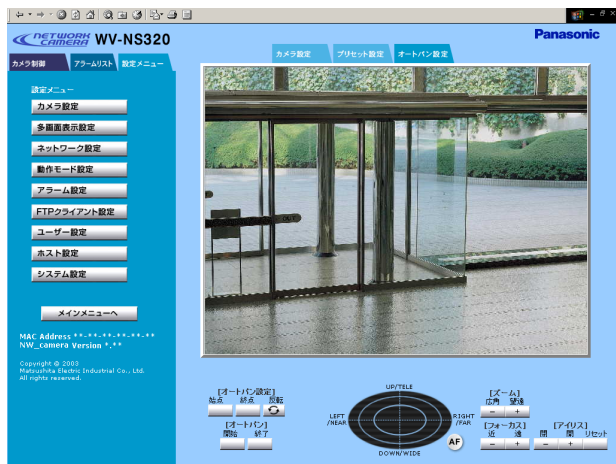 NETWORK
CAMERA WV-NS320
Panasonic
カメラ制御 アラームリスト 設定メニュー
カメラ設定 プリセット設定 オートパン設定
設定メニュー
カメラ設定
多画面表示設定
ネットワーク設定
動作モード設定
アラーム設定
FTPクライアント設定
ユーザー設定
ホスト設定
システム設定
メインメニューへ
MAC Address **-**-**-**-**-**
NW_camera Version *.**
Copyright © 2003
Matsushita Electric Industrial Co., Ltd.
All rights reserved.
[オートパン設定]
始点 終点 反転
[オートパン]
開始 終了
UP/TELE
LEFT
/NEAR
RIGHT
/FAR
DOWN/WIDE
AF
[ズーム]
広角 望遠
- +
[フォーカス]
近 遠
- +
[アイリス]
閉 開 リセット
- +